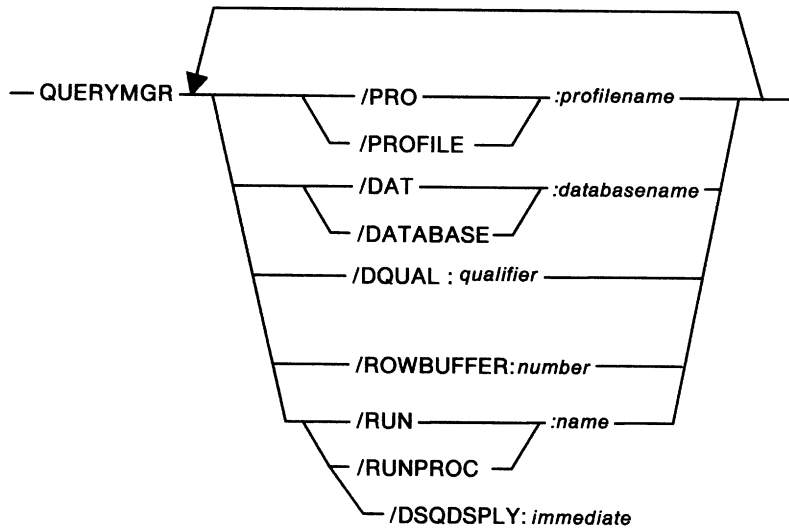 QUERYMGR
/PRO :profilename
/PROFILE
/DAT :databasename
/DATABASE
/DQUAL : qualifier
/ROWBUFFER: number
/RUN :name
/RUNPROC
/DSQDSPLY: immediate